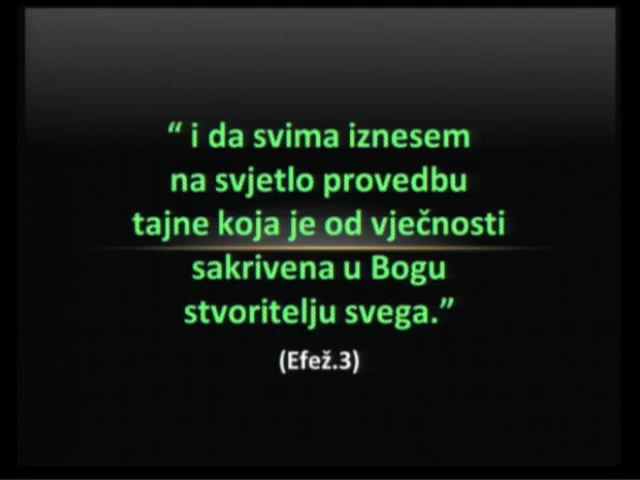 “ i da svima iznesem
na svjetlo provedbu
tajne koja je od vječnosti
sakrivena u Bogu
stvoritelju svega.”
(Efež.3)